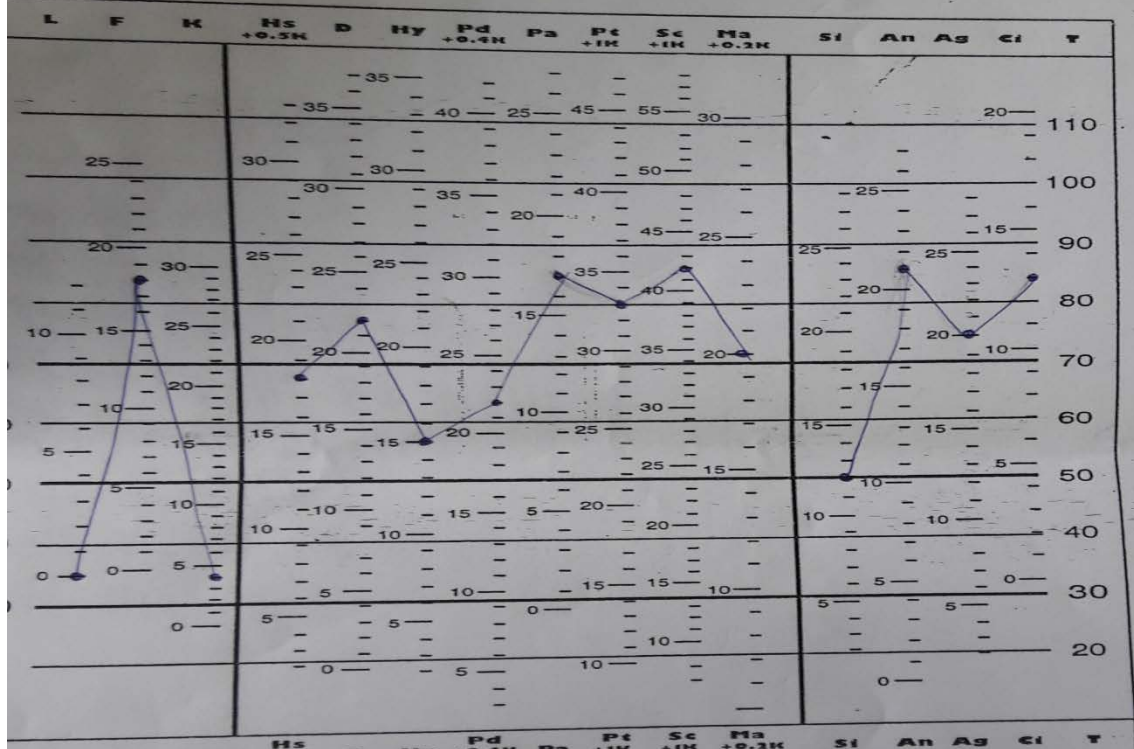 L F K Hs D Hy Pd Pa Pt Sc Ma Si An Ag Ci T
+0.5K +0.4K +1K +1K +0.2K
35
35 40 25 45 55 30 20 110
25 30 30 30 35 40 50 25 100
20 25 25 25 20 45 25 25 25 15 90
30 30 35 40 20 80
10 15 25 20 20 20 25 15 30 35 20 20 20 10 70
10 20 10 30 15 60
5 15 15 15 15 20 25 25 15 15 15 5 50
5 10 10 10 10 15 5 20 20 10 10 10 40
0 0 5 5 10 15 15 10 5 0 30
0 5 5 0 10 5 5 20
0 5 10 0
Hs Pd Pa Pt Sc Ma Si An Ag Ci T
+1K +1K +0.2K